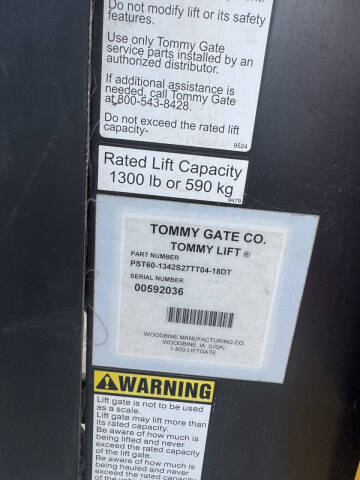 Do not modify lift or its safety
features.
Use only Tommy Gate
service parts installed by an
authorized distributor.
If additional assistance is
needed, call Tommy Gate
at 800-543-8428.
Do not exceed the rated lift
capacity-
9524
Rated Lift Capacity
1300 lb or 590 kg
9478
TOMMY GATE CO.
TOMMY LIFT ®
PART NUMBER
PST60-1342S27TT04-18DT
SERIAL NUMBER
00592036
WOODBINE MANUFACTURING CO.
WOODBINE, IA. (USA)
1-800-LIFTGATE
WARNING
Lift gate is not to be used
as a scale.
Lift gate may lift more than
its rated capacity.
Be aware of how much is
being lifted and never
exceed the rated capacity
of the lift gate.
Be aware of how much is
being hauled and never
exceed the rated capacity